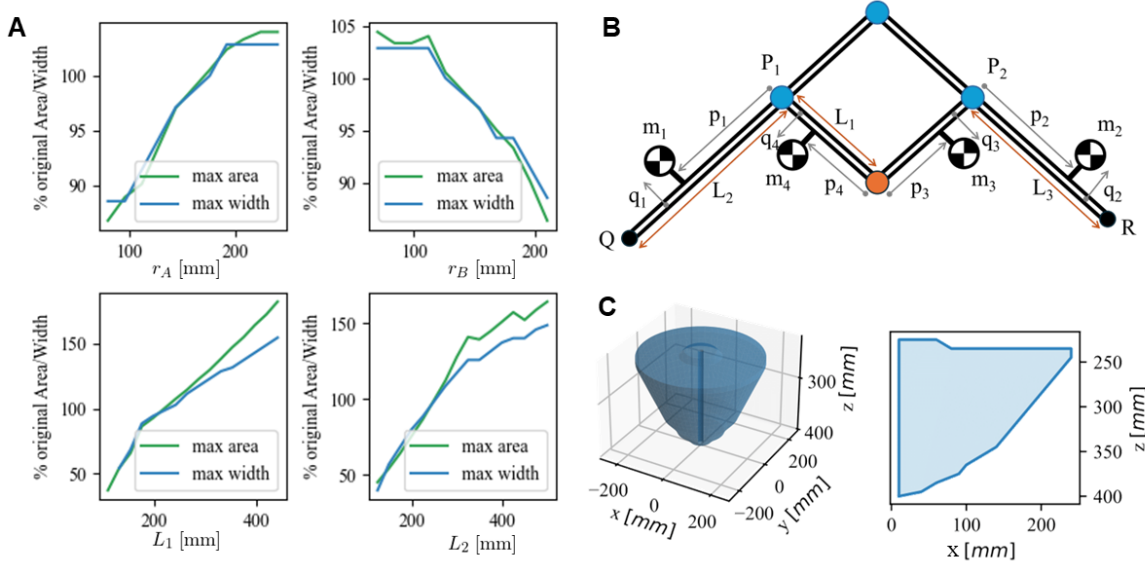 A
% original Area/Width
100
95
90
max area
max width
100
200
r_A [mm]
% original Area/Width
105
100
95
90
max area
max width
100
200
r_B [mm]
% original Area/Width
150
100
50
max area
max width
200
400
L_1 [mm]
% original Area/Width
150
100
50
max area
max width
200
400
L_2 [mm]
B
P_1
P_2
p_1
L_1
p_2
m_1
m_2
q_4
q_3
m_4
m_3
q_1
L_2
p_4
p_3
L_3
q_2
Q
R
C
300
400
z [mm]
−200
0
200
x [mm]
−200
0
200
y [mm]
250
300
350
400
z [mm]
0
100
200
x [mm]